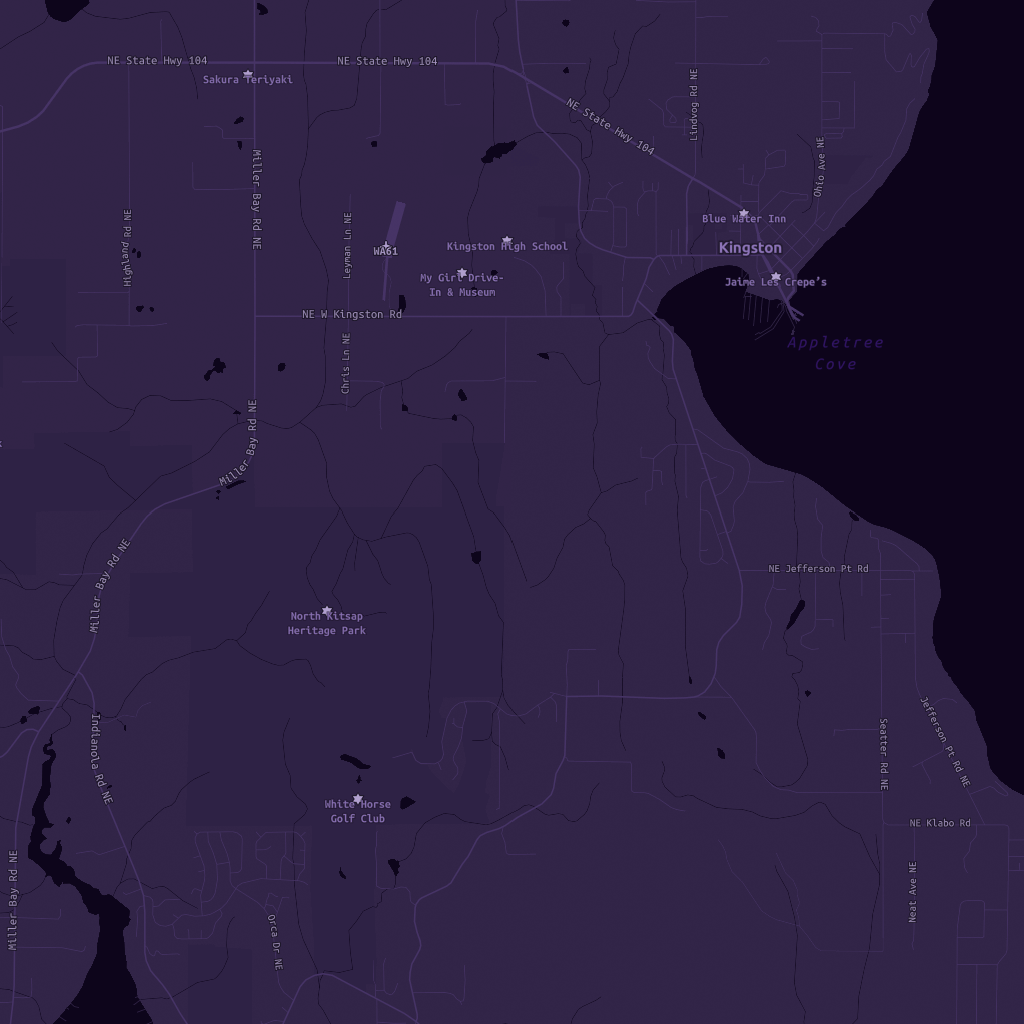 NE State Hwy 104
NE State Hwy 104
Sakura Teriyaki
NE State Hwy 104
Lindvog Rd NE
Ohio Ave NE
Miller Bay Rd NE
Highland Rd NE
Leyman Ln NE
WA61
Kingston High School
Blue Water Inn
Kingston
My Girl Drive-
In & Museum
Jaime Les Crepe’s
NE W Kingston Rd
Appletree
Cove
Chris Ln NE
Miller Bay Rd NE
Miller Bay Rd NE
NE Jefferson Pt Rd
North Kitsap
Heritage Park
Indianola Rd NE
Seatter Rd NE
Jefferson Pt Rd NE
White Horse
Golf Club
NE Klabo Rd
Miller Bay Rd NE
Neat Ave NE
Orca Dr NE